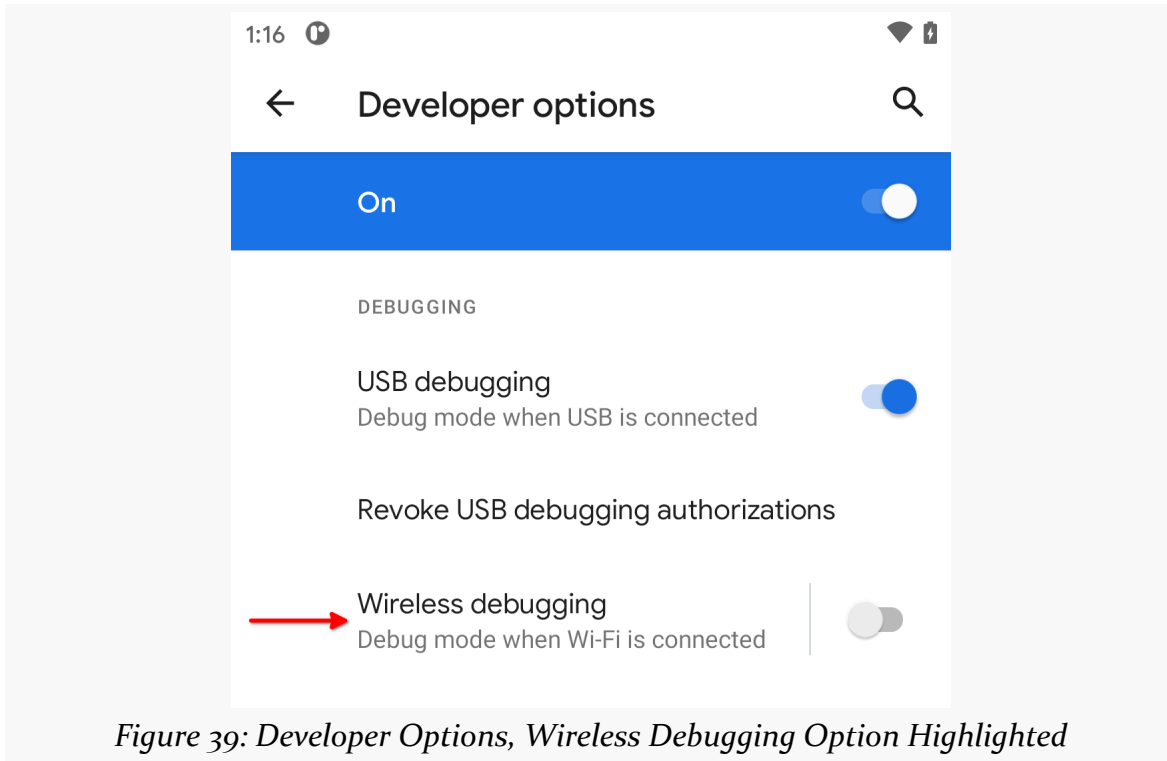 1:16
Developer options
On
DEBUGGING
USB debugging
Debug mode when USB is connected
Revoke USB debugging authorizations
Wireless debugging
Debug mode when Wi-Fi is connected
Figure 39: Developer Options, Wireless Debugging Option Highlighted